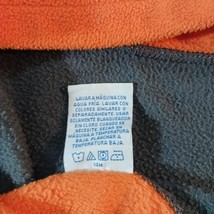 LAVAR A MÁQUINA CON
AGUA FRÍA. LAVAR CON
COLORES SIMILARES O
SEPARADAMENTE. USAR
SOLAMENTE BLANQUEADOR
SIN CLORO CUANDO SE
NECESITE. SECAR EN
MÁQUINA A TEMPERATURA
BAJA. PLANCHAR A
TEMPERATURA BAJA.